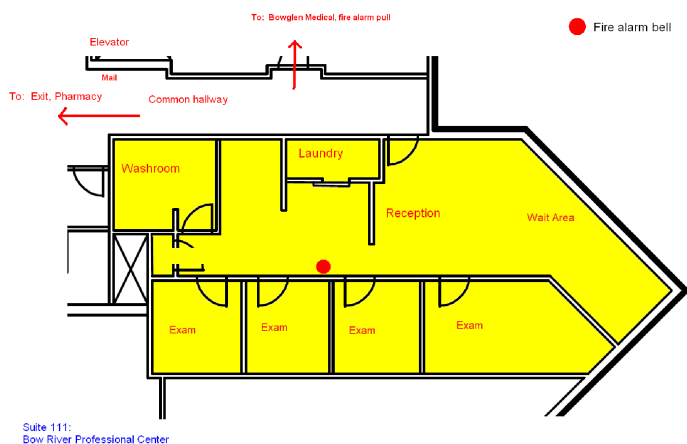 To: Bowglen Medical, fire alarm pull
Fire alarm bell
Elevator
Mail
To: Exit, Pharmacy
Common hallway
Laundry
Washroom
Reception
Wait Area
Exam
Exam
Exam
Exam
Suite 111:
Bow River Professional Center